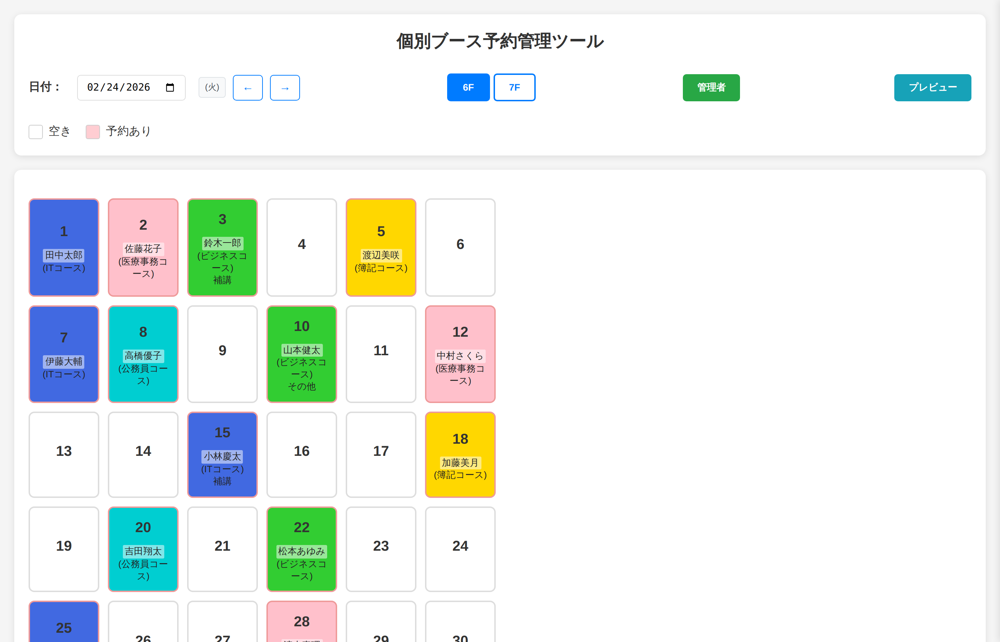 個別ブース予約管理ツール
日付： 02/24/2026 (火) ← → 6F 7F 管理者 プレビュー
空き 予約あり
1
田中太郎
(ITコース)
2
佐藤花子
(医療事務コ
ース)
3
鈴木一郎
(ビジネスコ
ース)
補講
4
5
渡辺美咲
(簿記コース)
6
7
伊藤大輔
(ITコース)
8
高橋優子
(公務員コー
ス)
9
10
山本健太
(ビジネスコ
ース)
その他
11
12
中村さくら
(医療事務コ
ース)
13
14
15
小林慶太
(ITコース)
補講
16
17
18
加藤美月
(簿記コース)
19
20
吉田翔太
(公務員コー
ス)
21
22
松本あゆみ
(ビジネスコ
ース)
23
24
25
26
27
28
29
30